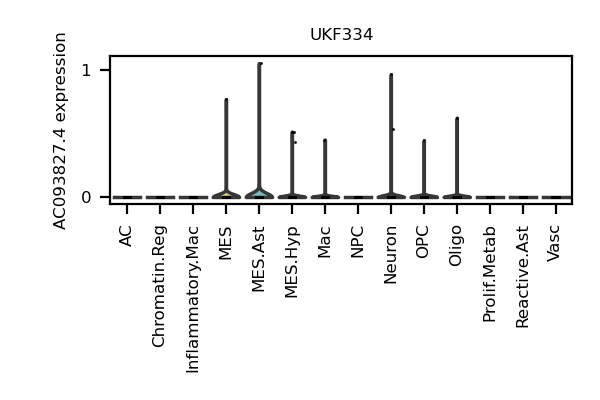 UKF334
AC093827.4 expression
1
0
AC
Chromatin.Reg
Inflammatory.Mac
MES
MES.Ast
MES.Hyp
Mac
NPC
Neuron
OPC
Oligo
Prolif.Metab
Reactive.Ast
Vasc